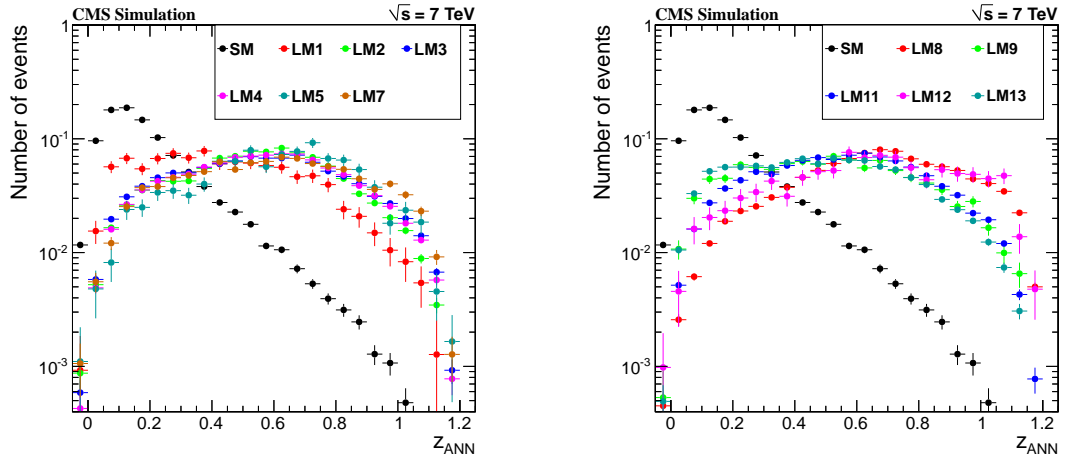 CMS Simulation √s = 7 TeV
Number of events
SM LM1 LM2 LM3
LM4 LM5 LM7
1
10⁻¹
10⁻²
10⁻³
0 0.2 0.4 0.6 0.8 1 1.2
z_ANN
CMS Simulation √s = 7 TeV
Number of events
SM LM8 LM9
LM11 LM12 LM13
1
10⁻¹
10⁻²
10⁻³
0 0.2 0.4 0.6 0.8 1 1.2
z_ANN